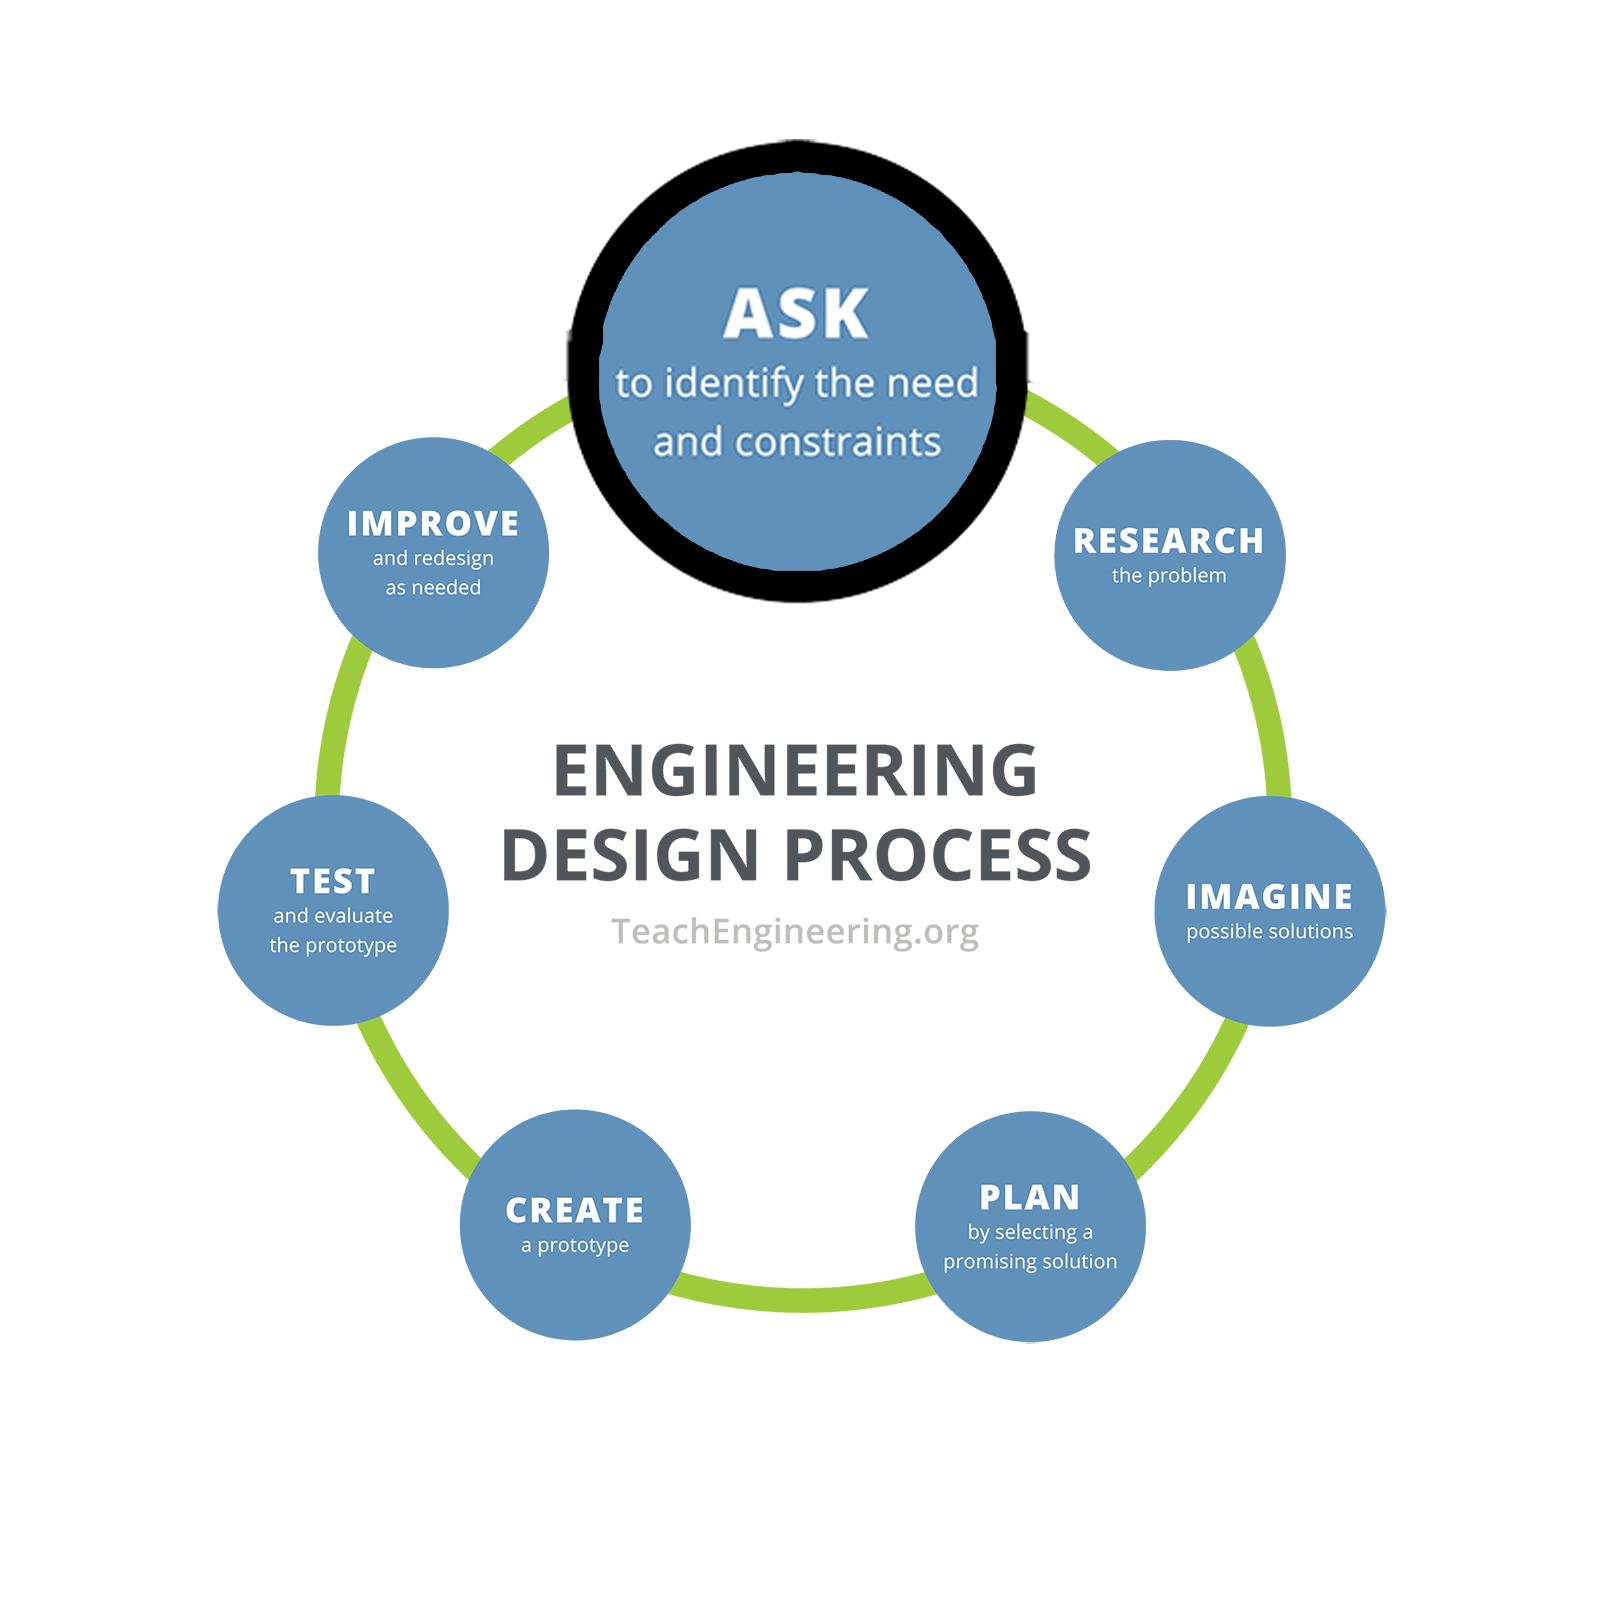 ASK
to identify the need
and constraints
RESEARCH
the problem
IMAGINE
possible solutions
PLAN
by selecting a
promising solution
CREATE
a prototype
TEST
and evaluate
the prototype
IMPROVE
and redesign
as needed
ENGINEERING
DESIGN PROCESS
TeachEngineering.org